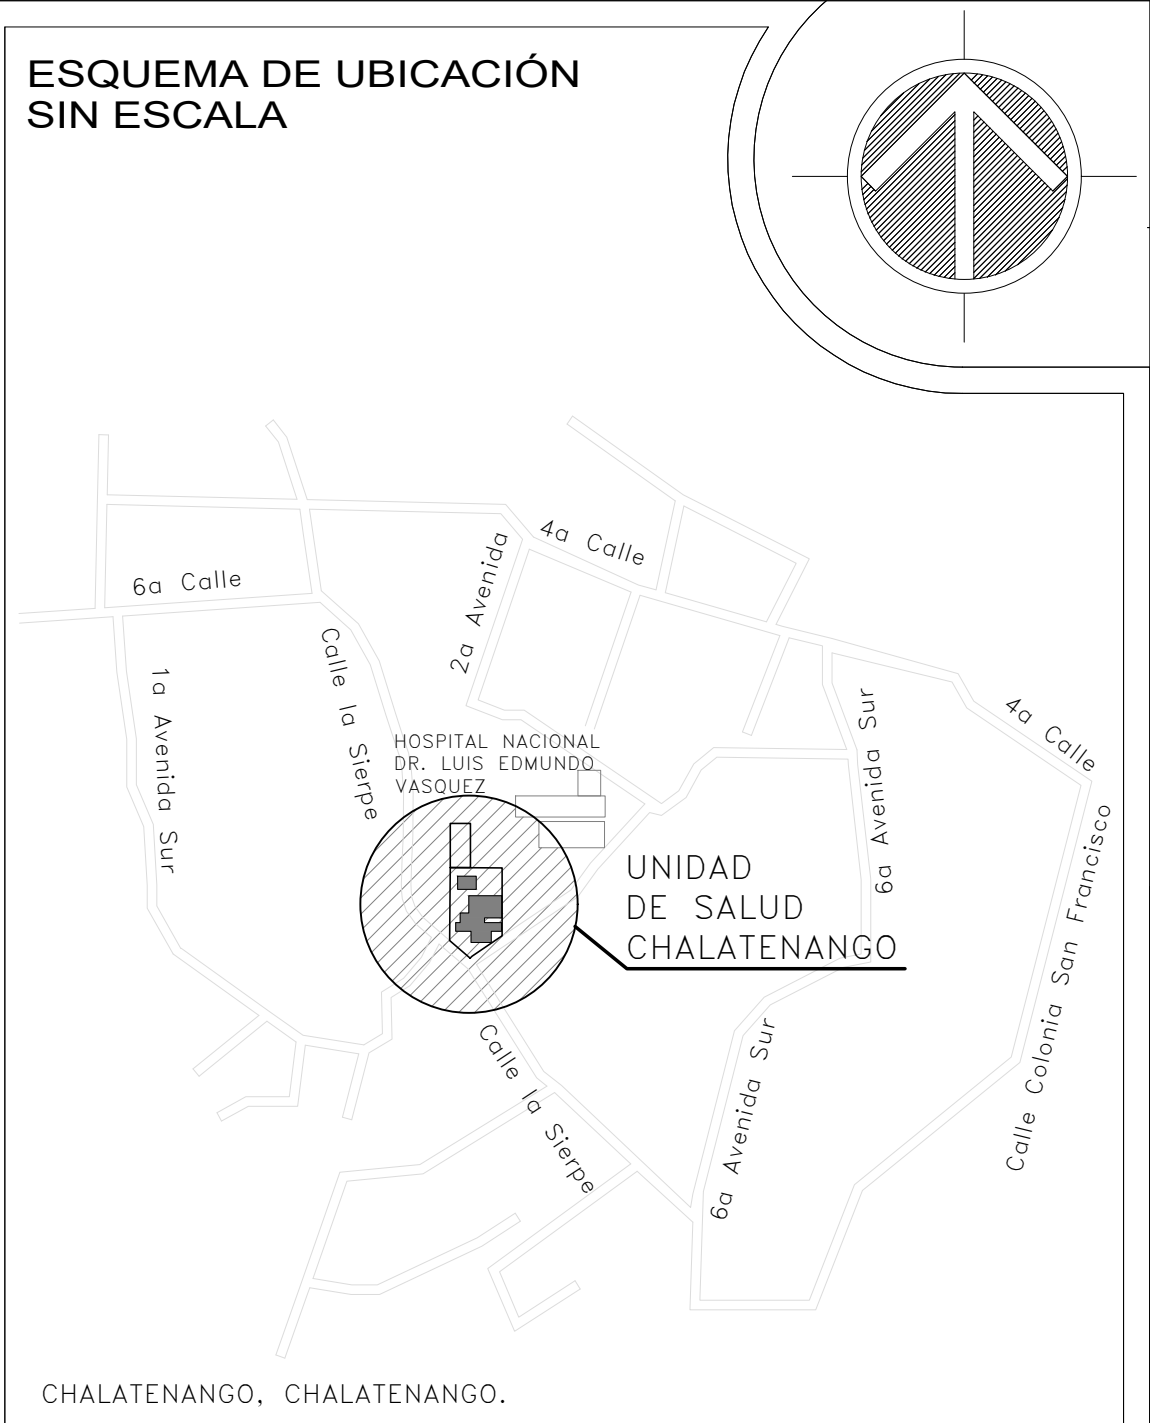 ESQUEMA DE UBICACIÓN
SIN ESCALA
4a Calle
2a Avenida
6a Calle
Calle la Sierpe
1a Avenida Sur
6a Avenida Sur
4a Calle
HOSPITAL NACIONAL
DR. LUIS EDMUNDO
VASQUEZ
Calle Colonia San Francisco
UNIDAD
DE SALUD
CHALATENANGO
Calle la Sierpe
6a Avenida Sur
CHALATENANGO, CHALATENANGO.